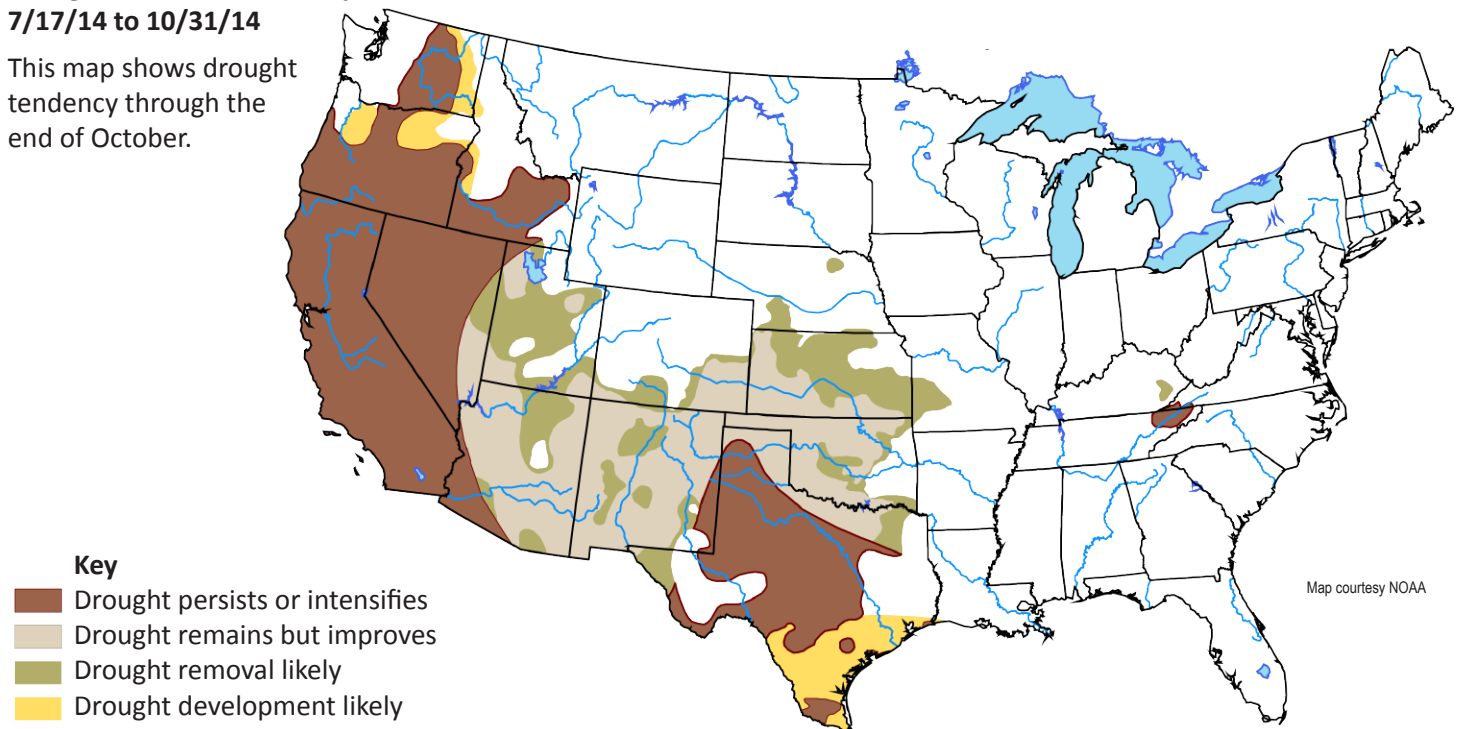 7/17/14 to 10/31/14
This map shows drought
tendency through the
end of October.
Key
Drought persists or intensifies
Drought remains but improves
Drought removal likely
Drought development likely
Map courtesy NOAA